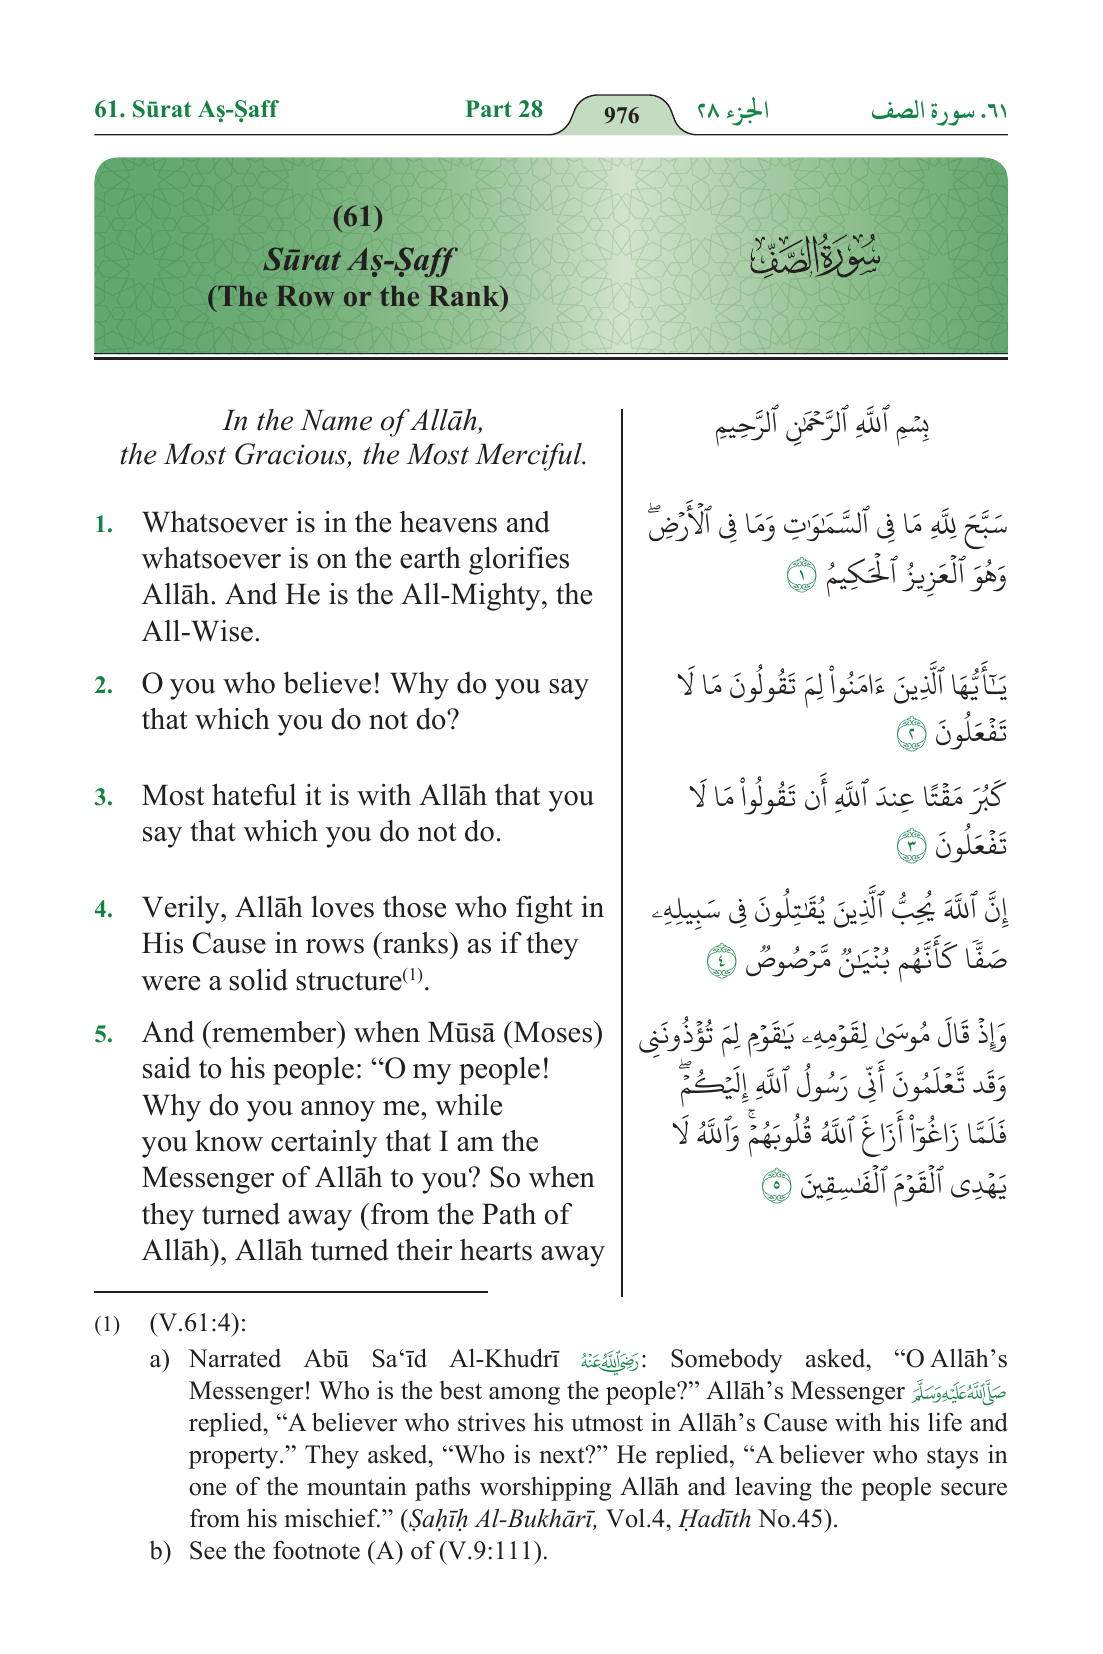 61. Sūrat Aṣ-Ṣaff Part 28 976 الجزء ٢٨ ٦١. سورة الصف
(61)
Sūrat Aṣ-Ṣaff
(The Row or the Rank)
سُورَةُ الصَّفِّ
In the Name of Allāh,
the Most Gracious, the Most Merciful.
1. Whatsoever is in the heavens and
whatsoever is on the earth glorifies
Allāh. And He is the All-Mighty, the
All-Wise.
2. O you who believe! Why do you say
that which you do not do?
3. Most hateful it is with Allāh that you
say that which you do not do.
4. Verily, Allāh loves those who fight in
His Cause in rows (ranks) as if they
were a solid structure(1).
5. And (remember) when Mūsā (Moses)
said to his people: “O my people!
Why do you annoy me, while
you know certainly that I am the
Messenger of Allāh to you? So when
they turned away (from the Path of
Allāh), Allāh turned their hearts away
بِسۡمِ ٱللَّهِ ٱلرَّحۡمَٰنِ ٱلرَّحِيمِ
سَبَّحَ لِلَّهِ مَا فِي ٱلسَّمَٰوَٰتِ وَمَا فِي ٱلۡأَرۡضِۖ
وَهُوَ ٱلۡعَزِيزُ ٱلۡحَكِيمُ ١
يَٰٓأَيُّهَا ٱلَّذِينَ ءَامَنُواْ لِمَ تَقُولُونَ مَا لَا
تَفۡعَلُونَ ٢
كَبُرَ مَقۡتًا عِندَ ٱللَّهِ أَن تَقُولُواْ مَا لَا
تَفۡعَلُونَ ٣
إِنَّ ٱللَّهَ يُحِبُّ ٱلَّذِينَ يُقَٰتِلُونَ فِي سَبِيلِهِۦ
صَفّٗا كَأَنَّهُم بُنۡيَٰنٞ مَّرۡصُوصٞ ٤
وَإِذۡ قَالَ مُوسَىٰ لِقَوۡمِهِۦ يَٰقَوۡمِ لِمَ تُؤۡذُونَنِي
وَقَد تَّعۡلَمُونَ أَنِّي رَسُولُ ٱللَّهِ إِلَيۡكُمۡۖ
فَلَمَّا زَاغُوٓاْ أَزَاغَ ٱللَّهُ قُلُوبَهُمۡۚ وَٱللَّهُ لَا
يَهۡدِي ٱلۡقَوۡمَ ٱلۡفَٰسِقِينَ ٥
(1) (V.61:4):
a) Narrated Abū Sa‘īd Al-Khudrī رَضِيَ اللَّهُ عَنْهُ: Somebody asked, “O Allāh’s
Messenger! Who is the best among the people?” Allāh’s Messenger صَلَّى اللَّهُ عَلَيْهِ وَسَلَّمَ
replied, “A believer who strives his utmost in Allāh’s Cause with his life and
property.” They asked, “Who is next?” He replied, “A believer who stays in
one of the mountain paths worshipping Allāh and leaving the people secure
from his mischief.” (Ṣaḥīḥ Al-Bukhārī, Vol.4, Ḥadīth No.45).
b) See the footnote (A) of (V.9:111).